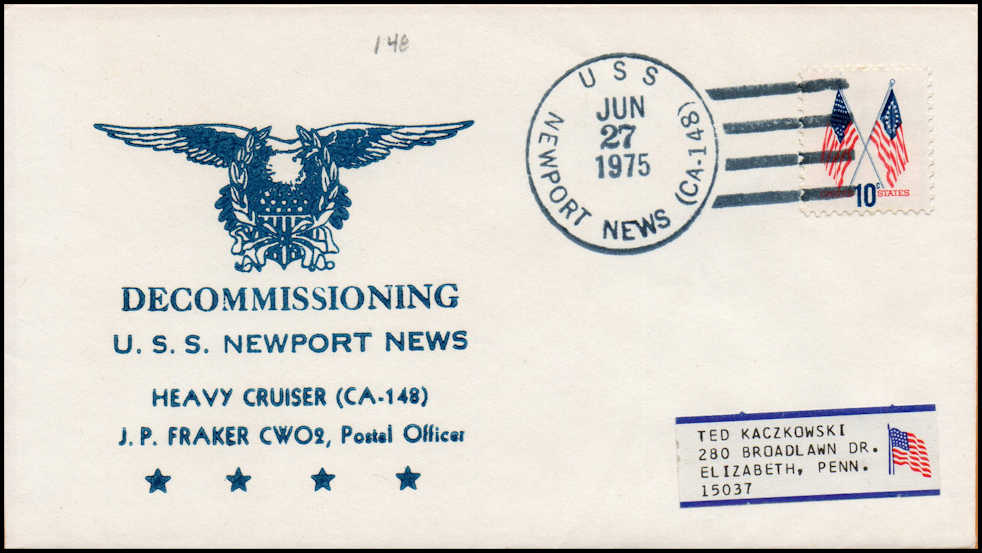 148
USS
NEWPORT NEWS (CA-148)
JUN
27
1975
10c STATES
DECOMMISSIONING
U. S. S. NEWPORT NEWS
HEAVY CRUISER (CA-148)
J. P. FRAKER CWO2, Postal Officer
TED KACZKOWSKI
280 BROADLAWN DR.
ELIZABETH, PENN.
15037